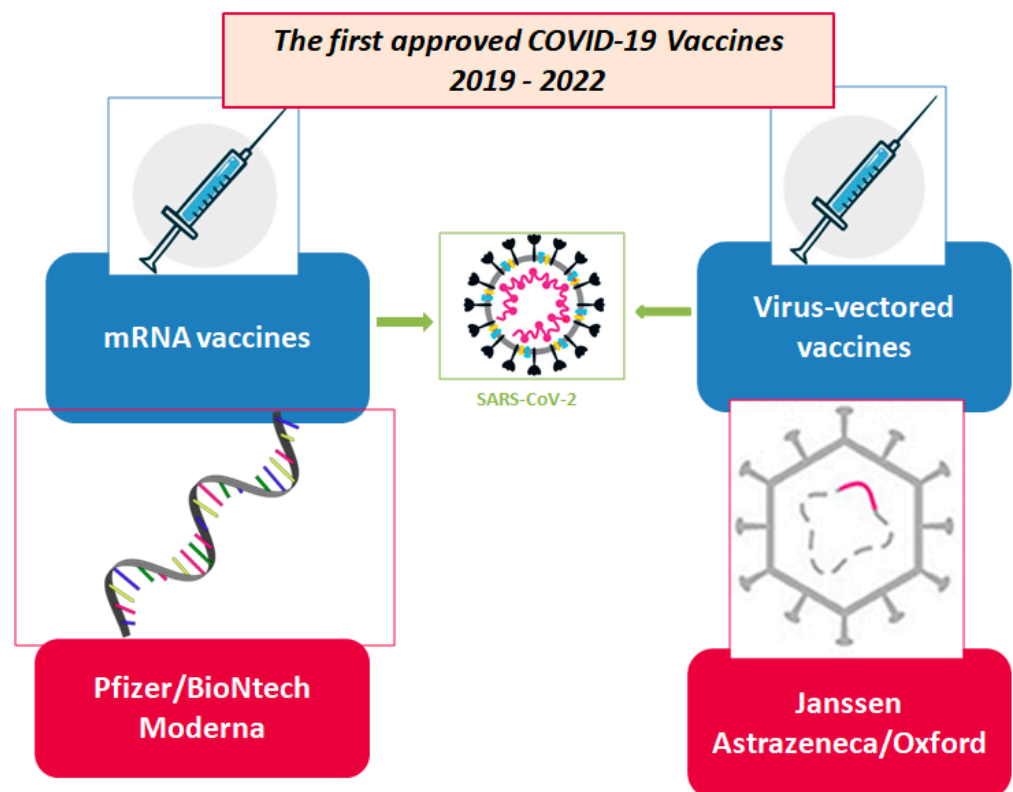 The first approved COVID-19 Vaccines
2019 - 2022
mRNA vaccines
Virus-vectored
vaccines
SARS-CoV-2
Pfizer/BioNtech
Moderna
Janssen
Astrazeneca/Oxford